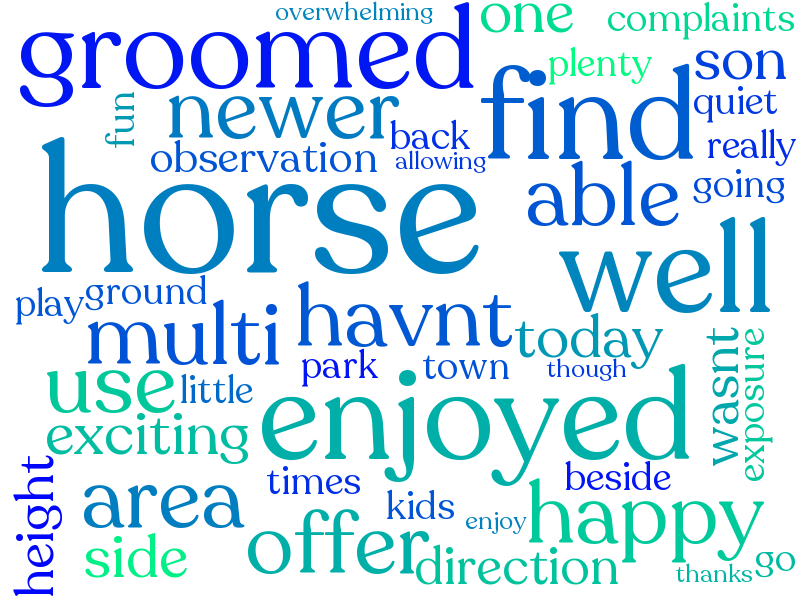 overwhelming
one
complaints
groomed
plenty
son
find
newer
fun
quiet
back
really
observation
allowing
going
able
horse
well
play
ground
multi
havnt
today
park
town
though
wasnt
exposure
use
little
enjoyed
exciting
height
area
times
beside
kids
enjoy
happy
offer
side
direction
thanks
go